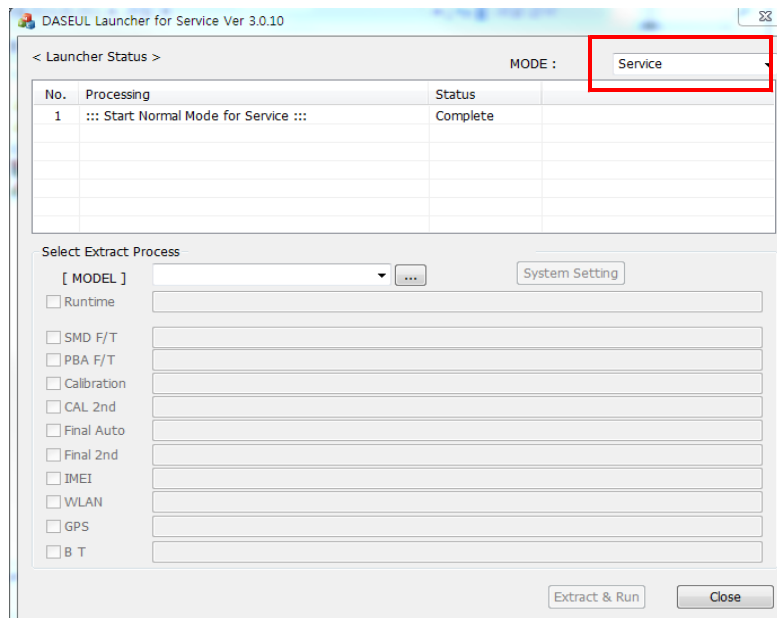 DASEUL Launcher for Service Ver 3.0.10
< Launcher Status >
MODE : Service
No. Processing Status
1 ::: Start Normal Mode for Service ::: Complete
Select Extract Process
[ MODEL ] ... System Setting
Runtime
SMD F/T
PBA F/T
Calibration
CAL 2nd
Final Auto
Final 2nd
IMEI
WLAN
GPS
B T
Extract & Run Close